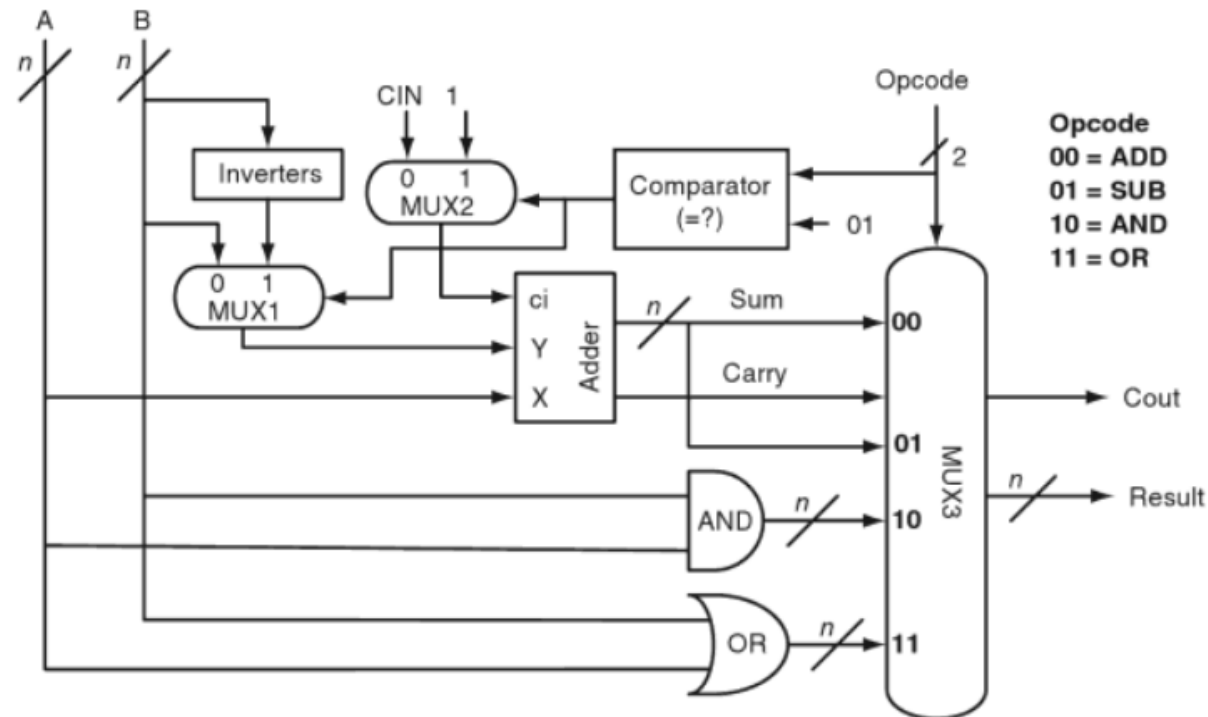 A B
n n
CIN 1
Opcode
2
Opcode
00 = ADD
01 = SUB
10 = AND
11 = OR
Inverters
0 1
MUX2
Comparator
(=?)
01
0 1
MUX1
ci
Y
X
Adder
n
Sum
00
Carry
Cout
01
MUX3
n
Result
AND
n
10
OR
n
11